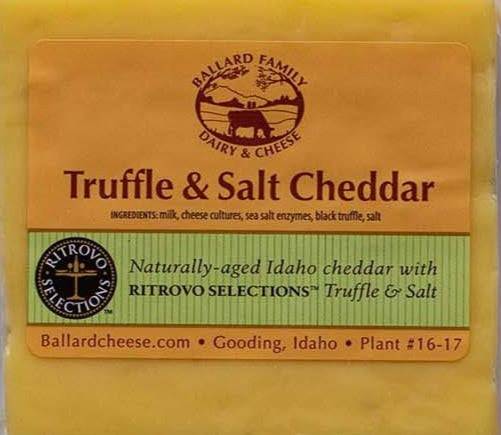 BALLARD FAMILY
DAIRY & CHEESE
Truffle & Salt Cheddar
INGREDIENTS: milk, cheese cultures, sea salt enzymes, black truffle, salt
RITROVO
SELECTIONS
TM
Naturally-aged Idaho cheddar with
RITROVO SELECTIONS™ Truffle & Salt
Ballardcheese.com • Gooding, Idaho • Plant #16-17